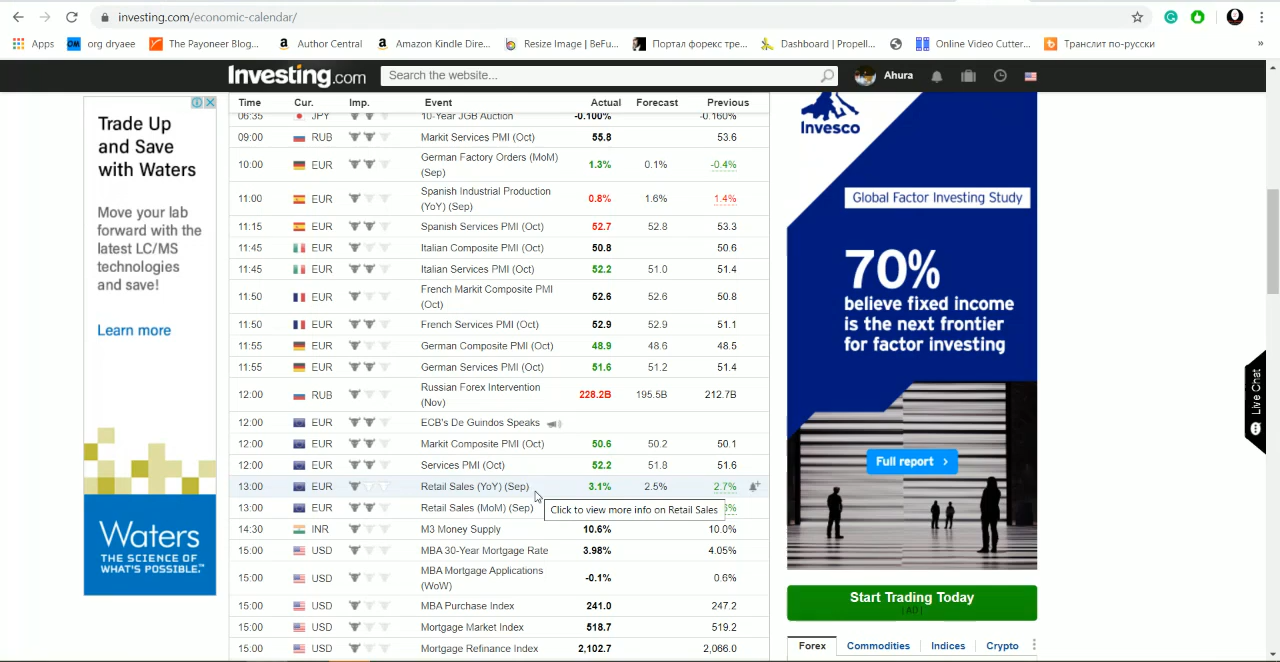 investing.com/economic-calendar/
Apps org dryaee The Payoneer Blog... Author Central Amazon Kindle Dire... Resize Image | BeFu... Портал форекс тре... Dashboard | Propell... Online Video Cutter... Транслит по-русски »
Investing.com Search the website... Ahura
Trade Up
and Save
with Waters
Move your lab
forward with the
latest LC/MS
technologies
and save!
Learn more
Waters
THE SCIENCE OF
WHAT'S POSSIBLE.™
Time Cur. Imp. Event Actual Forecast Previous
06:35 JPY 10-Year JGB Auction -0.100% -0.160%
09:00 RUB Markit Services PMI (Oct) 55.8 53.6
10:00 EUR German Factory Orders (MoM) (Sep) 1.3% 0.1% -0.4%
11:00 EUR Spanish Industrial Production (YoY) (Sep) 0.8% 1.6% 1.4%
11:15 EUR Spanish Services PMI (Oct) 52.7 52.8 53.3
11:45 EUR Italian Composite PMI (Oct) 50.8 50.6
11:45 EUR Italian Services PMI (Oct) 52.2 51.0 51.4
11:50 EUR French Markit Composite PMI (Oct) 52.6 52.6 50.8
11:50 EUR French Services PMI (Oct) 52.9 52.9 51.1
11:55 EUR German Composite PMI (Oct) 48.9 48.6 48.5
11:55 EUR German Services PMI (Oct) 51.6 51.2 51.4
12:00 RUB Russian Forex Intervention (Nov) 228.2B 195.5B 212.7B
12:00 EUR ECB's De Guindos Speaks
12:00 EUR Markit Composite PMI (Oct) 50.6 50.2 50.1
12:00 EUR Services PMI (Oct) 52.2 51.8 51.6
13:00 EUR Retail Sales (YoY) (Sep) 3.1% 2.5% 2.7%
13:00 EUR Retail Sales (MoM) (Sep)
Click to view more info on Retail Sales
14:30 INR M3 Money Supply 10.6% 10.0%
15:00 USD MBA 30-Year Mortgage Rate 3.98% 4.05%
15:00 USD MBA Mortgage Applications (WoW) -0.1% 0.6%
15:00 USD MBA Purchase Index 241.0 247.2
15:00 USD Mortgage Market Index 518.7 519.2
15:00 USD Mortgage Refinance Index 2,102.7 2,066.0
Invesco
Global Factor Investing Study
70%
believe fixed income
is the next frontier
for factor investing
Full report >
Start Trading Today
[AD]
Forex Commodities Indices Crypto
Live Chat